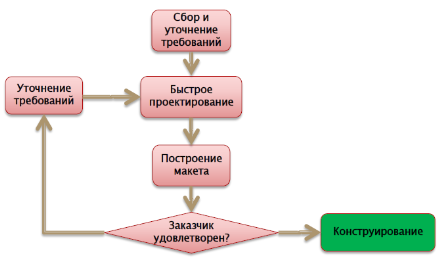 Сбор и
уточнение
требований
Уточнение
требований
Быстрое
проектирование
Построение
макета
Заказчик
удовлетворен?
Конструирование